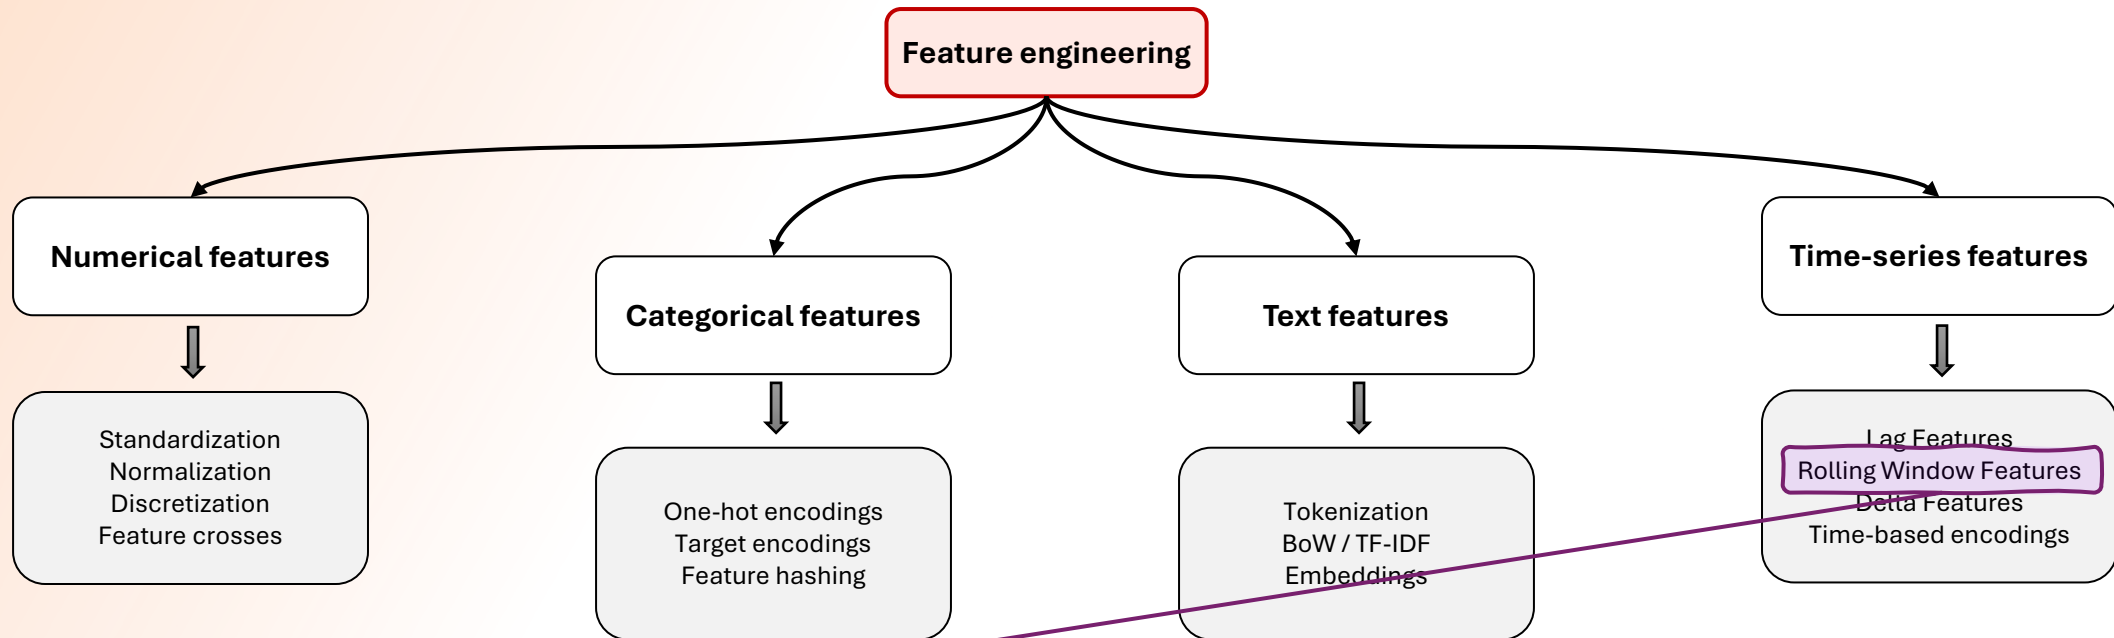 Feature engineering
Numerical features
Standardization
Normalization
Discretization
Feature crosses
Categorical features
One-hot encodings
Target encodings
Feature hashing
Text features
Tokenization
BoW / TF-IDF
Embeddings
Time-series features
Lag Features
Rolling Window Features
Delta Features
Time-based encodings